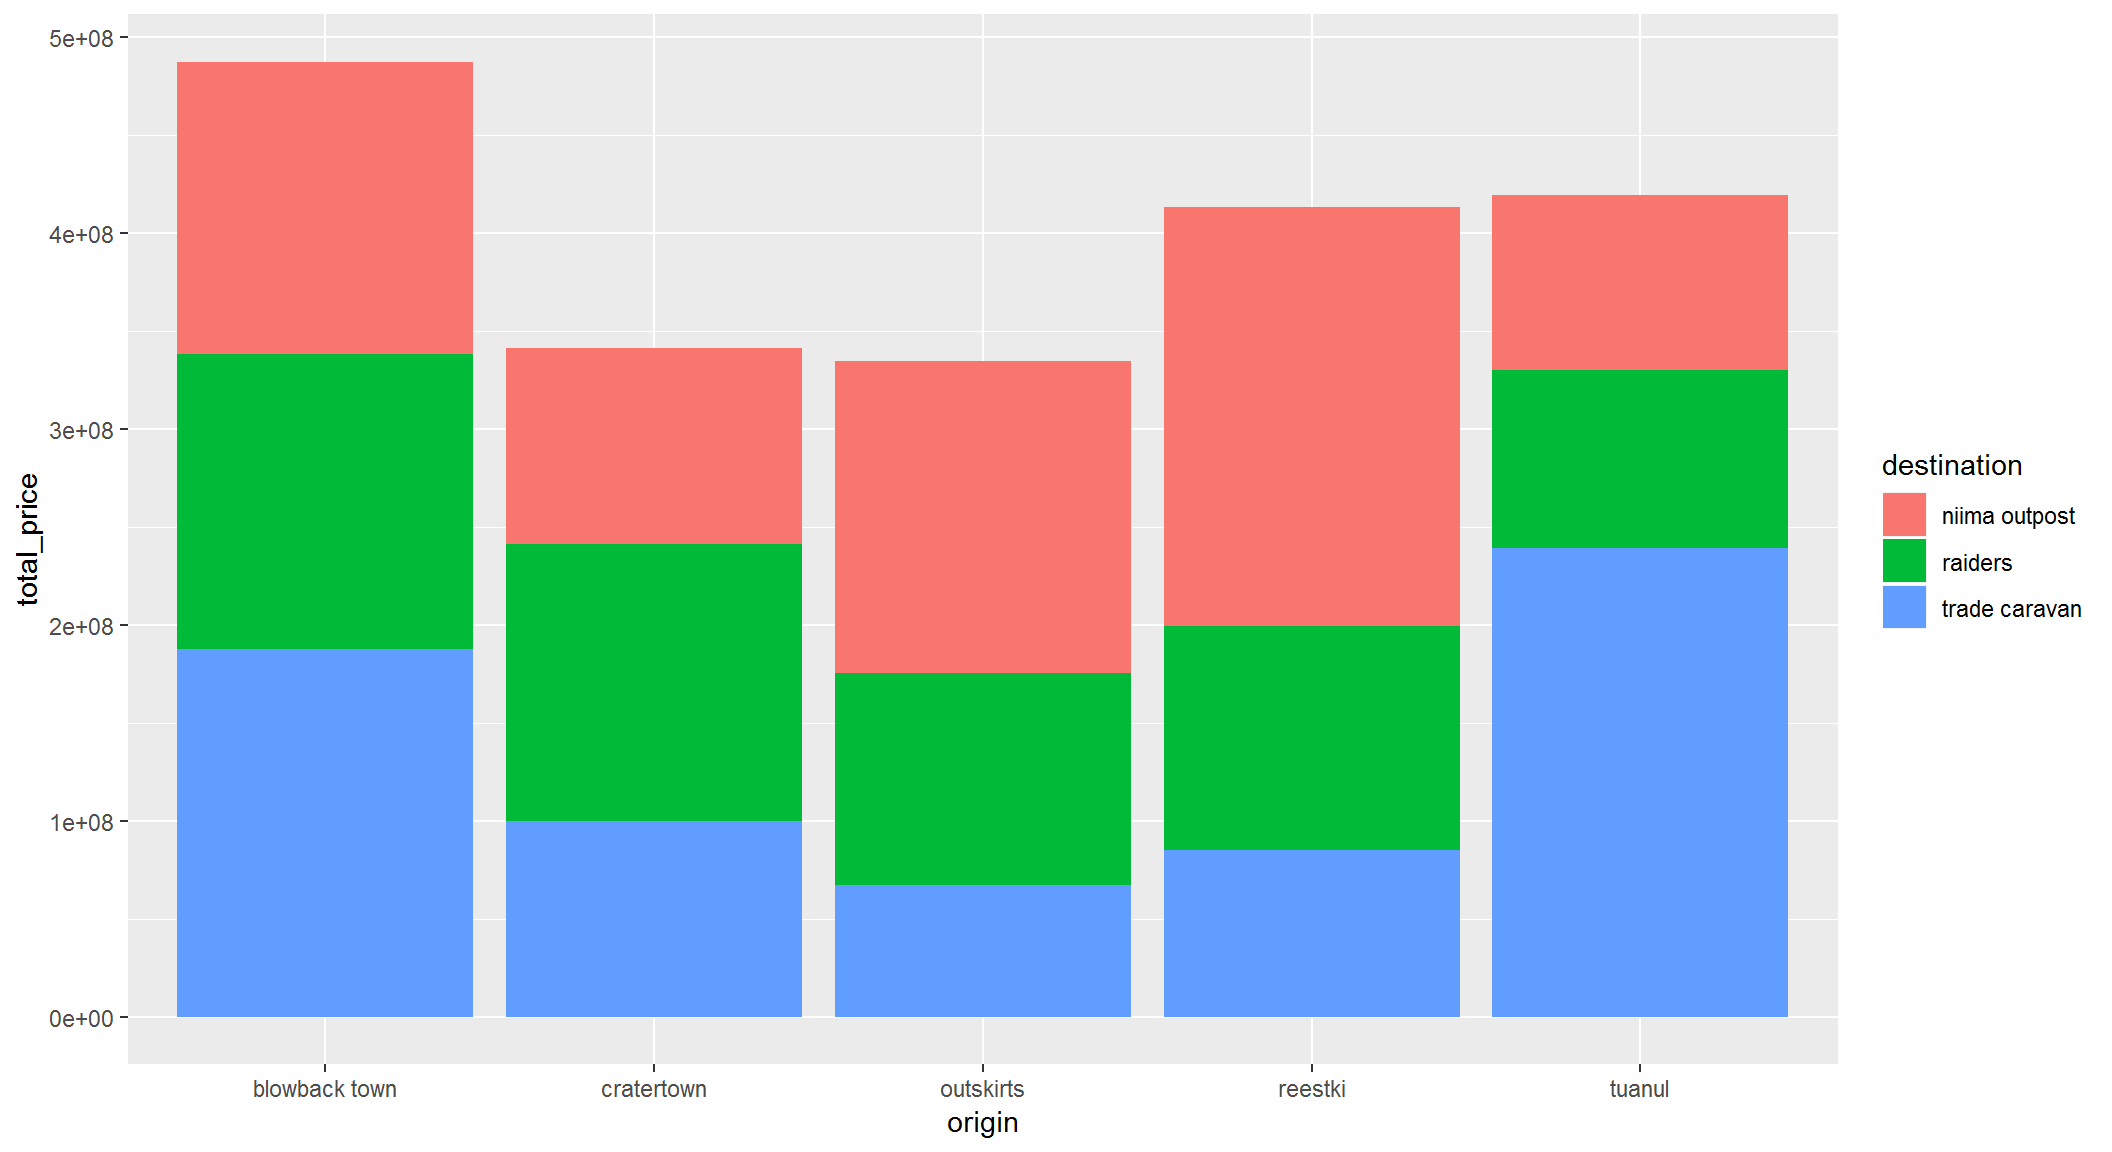 total_price
5e+08
4e+08
3e+08
2e+08
1e+08
0e+00
blowback town
cratertown
outskirts
reestki
tuanul
origin
destination
niima outpost
raiders
trade caravan